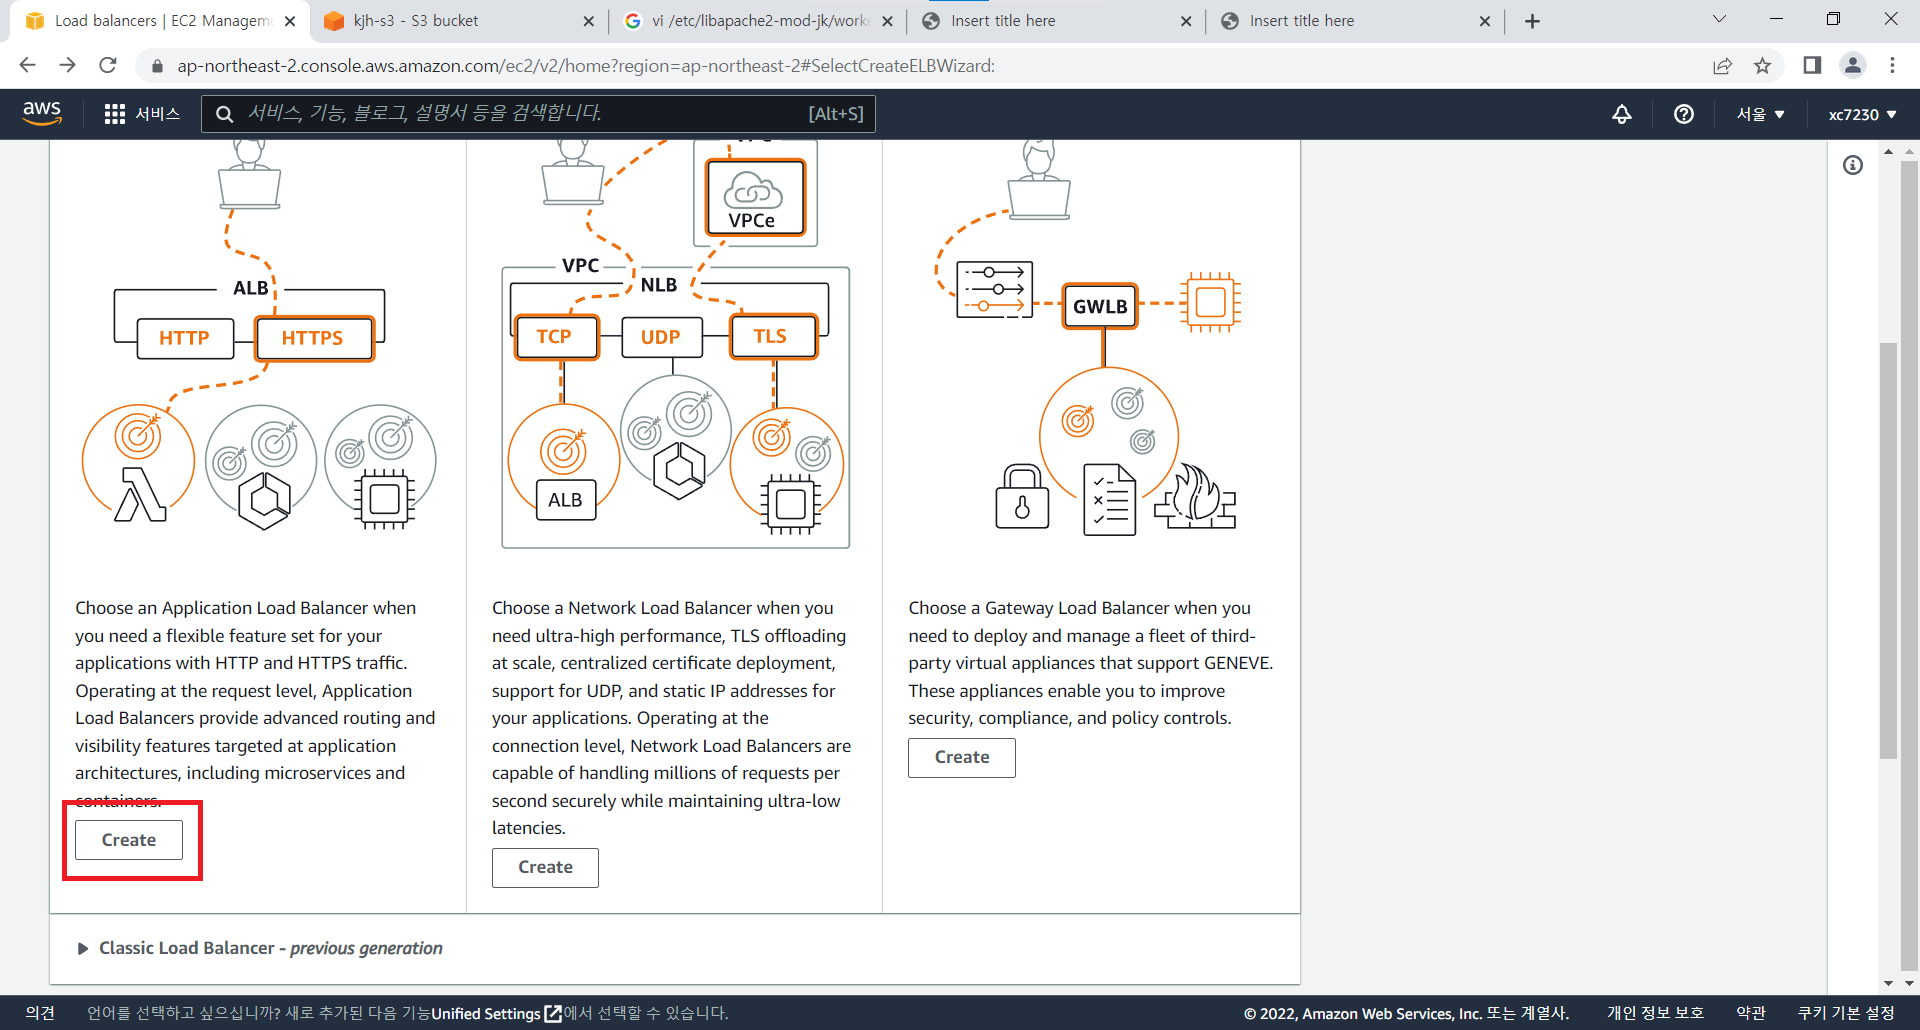 Load balancers | EC2 Managem
kjh-s3 - S3 bucket
vi /etc/libapache2-mod-jk/worke
Insert title here
Insert title here
ap-northeast-2.console.aws.amazon.com/ec2/v2/home?region=ap-northeast-2#SelectCreateELBWizard:
aws
서비스
서비스, 기능, 블로그, 설명서 등을 검색합니다.
[Alt+S]
서울
xc7230
ALB
HTTP
HTTPS
VPCe
VPC
NLB
TCP
UDP
TLS
ALB
GWLB
Choose an Application Load Balancer when
you need a flexible feature set for your
applications with HTTP and HTTPS traffic.
Operating at the request level, Application
Load Balancers provide advanced routing and
visibility features targeted at application
architectures, including microservices and
containers.
Create
Choose a Network Load Balancer when you
need ultra-high performance, TLS offloading
at scale, centralized certificate deployment,
support for UDP, and static IP addresses for
your applications. Operating at the
connection level, Network Load Balancers are
capable of handling millions of requests per
second securely while maintaining ultra-low
latencies.
Create
Choose a Gateway Load Balancer when you
need to deploy and manage a fleet of third-
party virtual appliances that support GENEVE.
These appliances enable you to improve
security, compliance, and policy controls.
Create
Classic Load Balancer - previous generation
의견
언어를 선택하고 싶으십니까? 새로 추가된 다음 기능Unified Settings에서 선택할 수 있습니다.
© 2022, Amazon Web Services, Inc. 또는 계열사.
개인 정보 보호
약관
쿠키 기본 설정